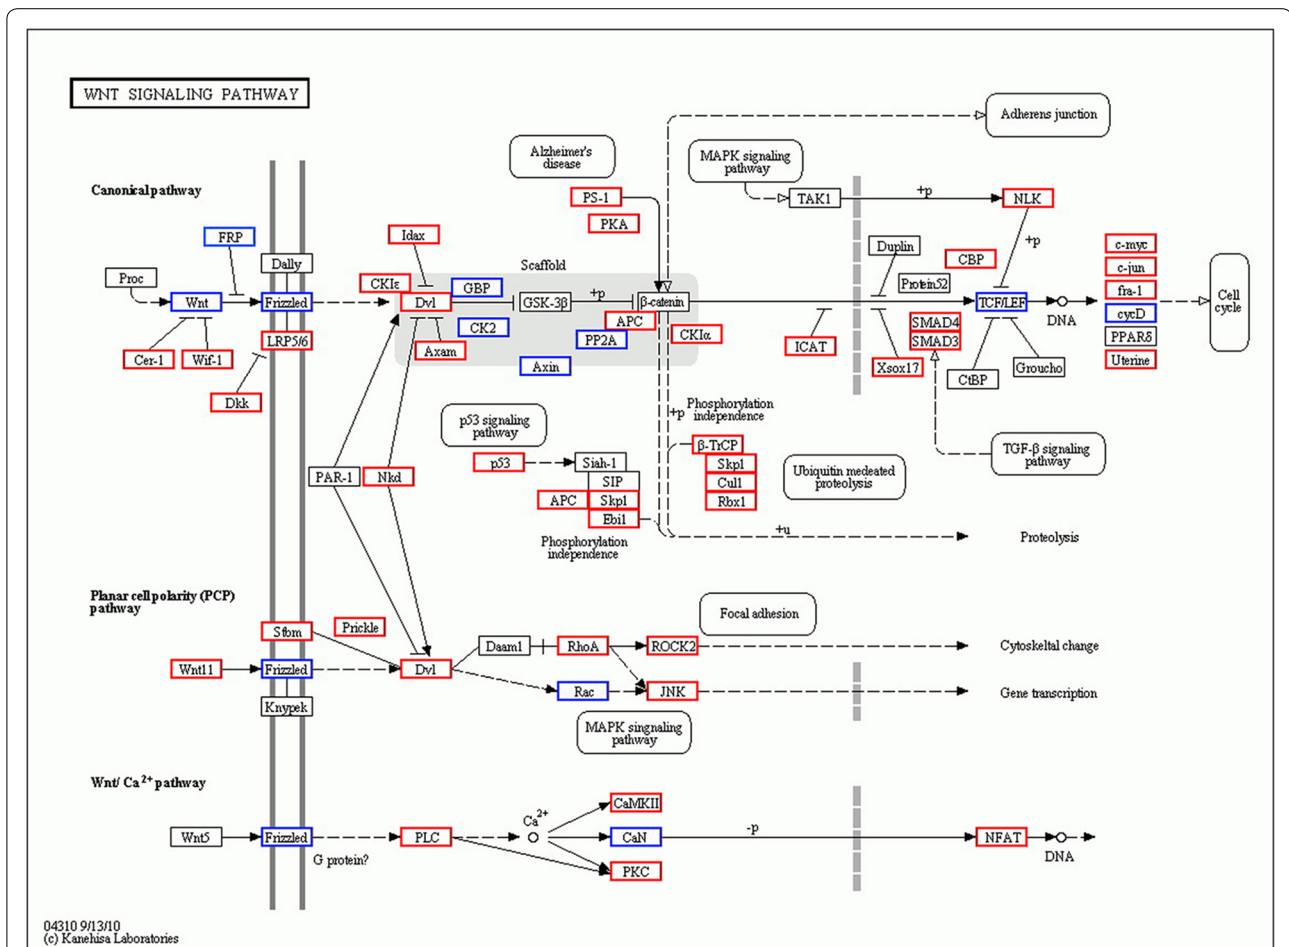 WNT SIGNALING PATHWAY
Adherens junction
Alzheimer's
disease
MAPK signaling
pathway
Canonical pathway
PS-1
TAK1
+p
NLK
PKA
FRP
Idax
Duplin
CBP
+p
c-myc
Dally
Scaffold
c-jun
Proc
CKIε
GBP
Protein52
fra-1
Wnt
Frizzled
Dvl
GSK-3β
+p
β-catenin
TCF/LEF
DNA
cycD
Cell
cycle
CK2
PP2A
APC
CKIα
SMAD4
PPARδ
LRP5/6
SMAD3
Cer-1
Wif-1
Axam
ICAT
Uterine
Axin
Xsox17
CtBP
Groucho
Dkk
Phosphorylation
independence
+p
p53 signaling
pathway
β-TrCP
TGF-β signaling
pathway
p53
Siah-1
Skp1
Ubiquitin medeated
proteolysis
PAR-1
Nkd
SIP
Cul1
APC
Skp1
Rbx1
Ebi1
+u
Phosphorylation
independence
Proteolysis
Planar cell polarity (PCP)
pathway
Focal adhesion
Stbm
Prickle
Daam1
RhoA
ROCK2
Cytoskeltal change
Wnt11
Frizzled
Dvl
Rac
JNK
Gene transcription
Knypek
MAPK singnaling
pathway
Wnt/ Ca2+ pathway
CaMKII
Ca2+
Wnt5
Frizzled
PLC
CaN
-p
NFAT
DNA
G protein?
PKC
04310 9/13/10
(c) Kanehisa Laboratories